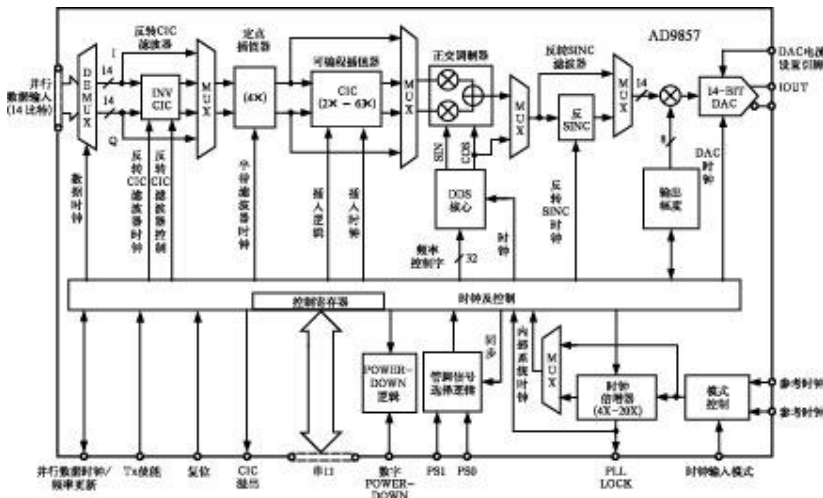 AD9857
反转CIC
滤波器
定点
插值器
可编程插值器
正交调制器
反转SINC
滤波器
DAC电流
设置引脚
并行
数据输入
(14 比特)
DEMUX
I
14
14
Q
INV
CIC
MUX
(4X)
CIC
(2X - 63X)
MUX
MUX
反
SINC
MUX
14
14-BIT
DAC
IOUT
8
数据时钟
反转CIC滤波器时钟
反转CIC滤波器控制
半带滤波器时钟
插入逻辑
插入时钟
SIN
COS
DDS
核心
频率
控制字
32
时钟
反转SINC时钟
输出
幅度
DAC时钟
控制寄存器
时钟及控制
POWER-
DOWN
逻辑
管脚信号
选择逻辑
同步
内部系统时钟
MUX
时钟
倍增器
(4X-20X)
模式
控制
参考时钟
参考时钟
并行数据时钟/
频率更新
Tx使能
复位
CIC
溢出
串口
数字
POWER-
DOWN
PS1
PS0
PLL
LOCK
时钟输入模式